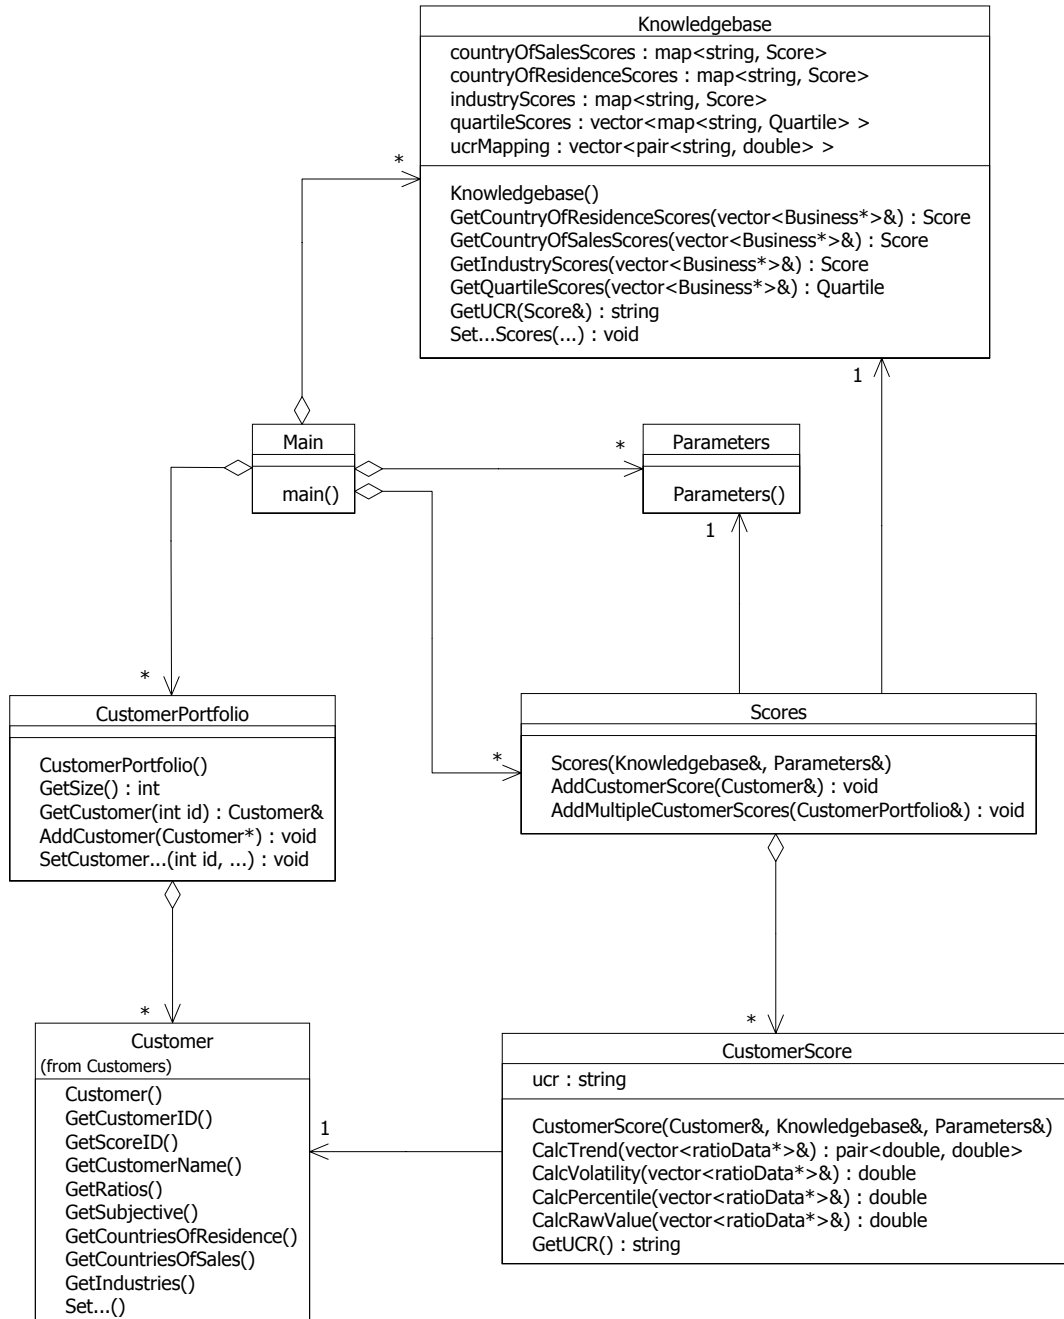 Knowledgebase
countryOfSalesScores : map<string, Score>
countryOfResidenceScores : map<string, Score>
industryScores : map<string, Score>
quartileScores : vector<map<string, Quartile> >
ucrMapping : vector<pair<string, double> >
*
Knowledgebase()
GetCountryOfResidenceScores(vector<Business*>&) : Score
GetCountryOfSalesScores(vector<Business*>&) : Score
GetIndustryScores(vector<Business*>&) : Score
GetQuartileScores(vector<Business*>&) : Quartile
GetUCR(Score&) : string
Set...Scores(...) : void
1
Main
main()
*
Parameters
Parameters()
1
*
CustomerPortfolio
CustomerPortfolio()
GetSize() : int
GetCustomer(int id) : Customer&
AddCustomer(Customer*) : void
SetCustomer...(int id, ...) : void
*
Scores
Scores(Knowledgebase&, Parameters&)
AddCustomerScore(Customer&) : void
AddMultipleCustomerScores(CustomerPortfolio&) : void
*
Customer
(from Customers)
Customer()
GetCustomerID()
GetScoreID()
GetCustomerName()
GetRatios()
GetSubjective()
GetCountriesOfResidence()
GetCountriesOfSales()
GetIndustries()
Set...()
1
*
CustomerScore
ucr : string
CustomerScore(Customer&, Knowledgebase&, Parameters&)
CalcTrend(vector<ratioData*>&) : pair<double, double>
CalcVolatility(vector<ratioData*>&) : double
CalcPercentile(vector<ratioData*>&) : double
CalcRawValue(vector<ratioData*>&) : double
GetUCR() : string